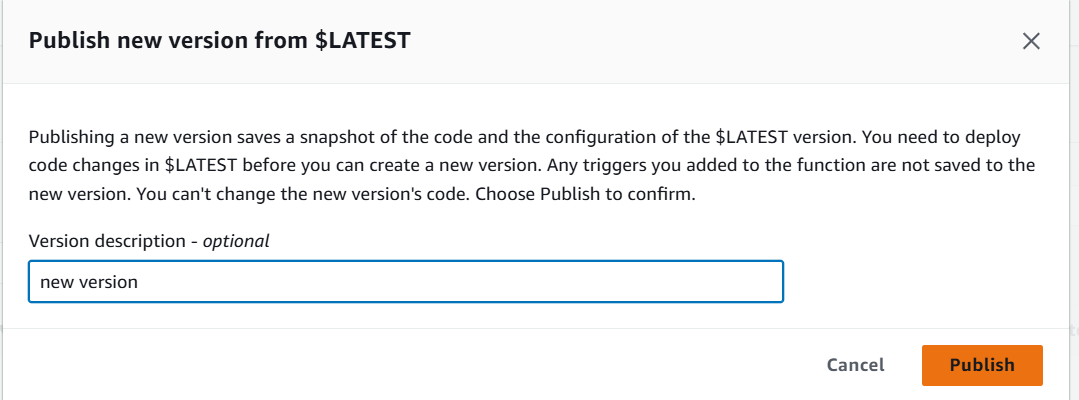 Publish new version from $LATEST
Publishing a new version saves a snapshot of the code and the configuration of the $LATEST version. You need to deploy
code changes in $LATEST before you can create a new version. Any triggers you added to the function are not saved to the
new version. You can't change the new version's code. Choose Publish to confirm.
Version description - optional
new version
Cancel
Publish